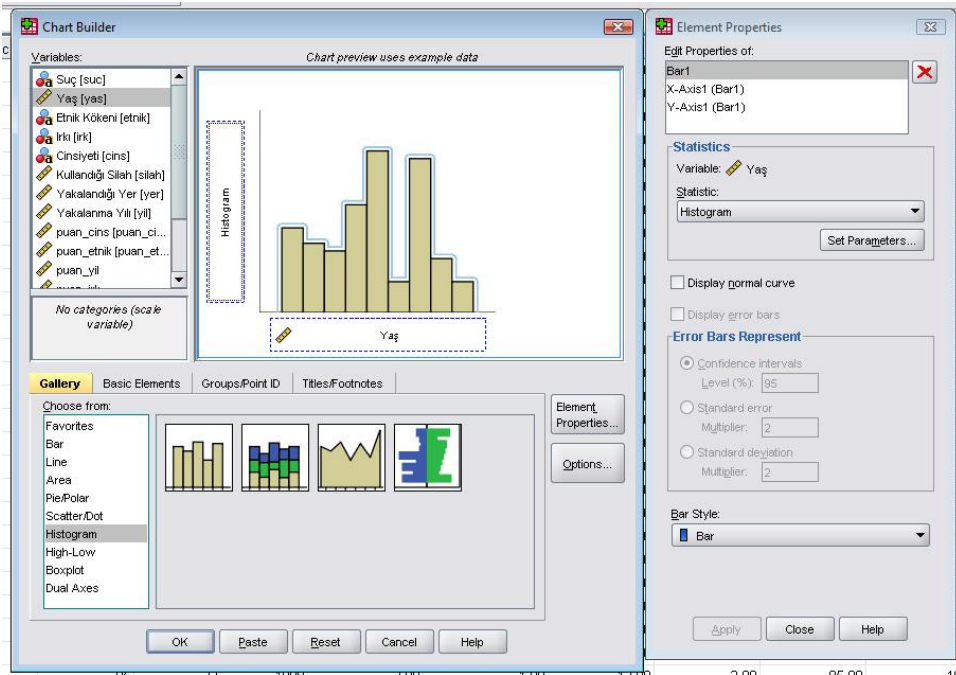 Chart Builder
Variables:
Suç [suc]
Yaş [yas]
Etnik Kökeni [etnik]
Irkı [irk]
Cinsiyeti [cins]
Kullandığı Silah [silah]
Yakalandığı Yer [yer]
Yakalanma Yılı [yil]
puan_cins [puan_ci...
puan_etnik [puan_et...
puan_yil
No categories (scale
variable)
Chart preview uses example data
Histogram
Yaş
Gallery
Basic Elements
Groups/Point ID
Titles/Footnotes
Choose from:
Favorites
Bar
Line
Area
Pie/Polar
Scatter/Dot
Histogram
High-Low
Boxplot
Dual Axes
Element
Properties...
Options...
OK
Paste
Reset
Cancel
Help
Element Properties
Edit Properties of:
Bar1
X-Axis1 (Bar1)
Y-Axis1 (Bar1)
Statistics
Variable: Yaş
Statistic:
Histogram
Set Parameters...
Display normal curve
Display error bars
Error Bars Represent
Confidence intervals
Level (%): 95
Standard error
Multiplier: 2
Standard deviation
Multiplier: 2
Bar Style:
Bar
Apply
Close
Help